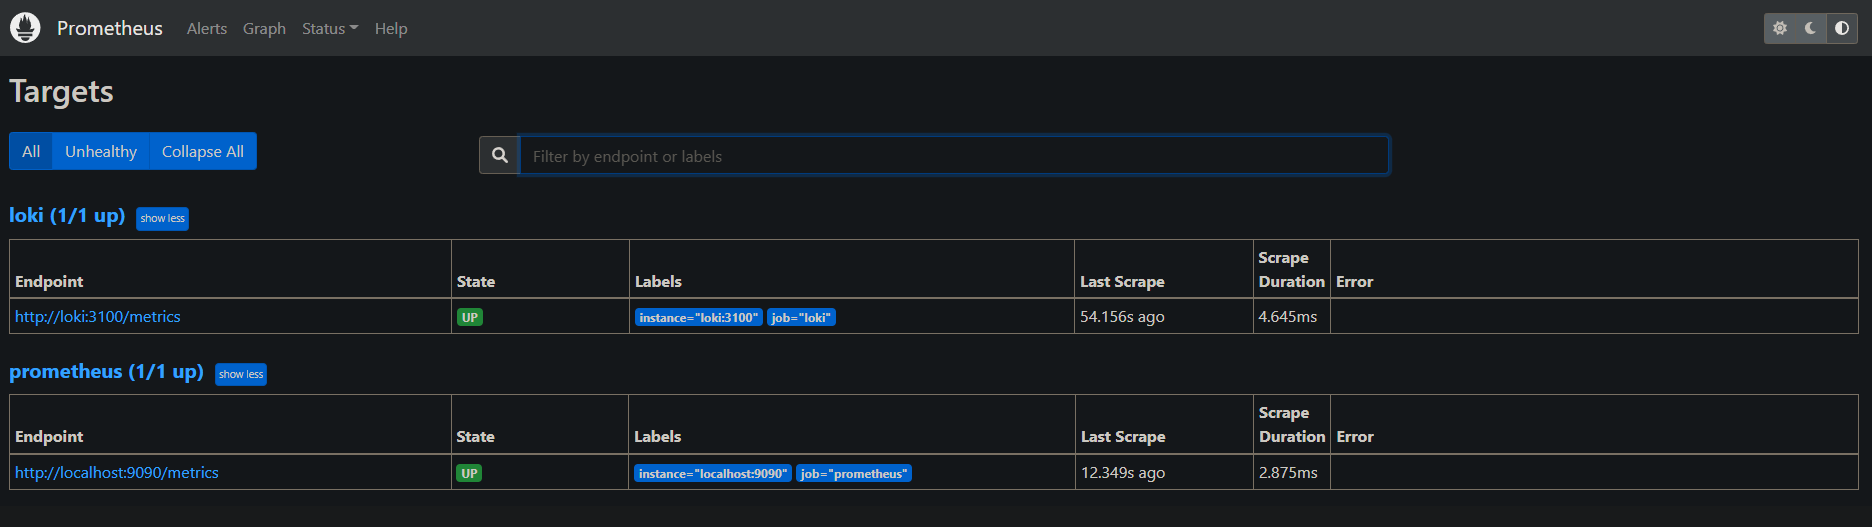 Prometheus Alerts Graph Status Help
Targets
All Unhealthy Collapse All
Filter by endpoint or labels
loki (1/1 up) show less
Endpoint State Labels Last Scrape Scrape Duration Error
http://loki:3100/metrics UP instance="loki:3100" job="loki" 54.156s ago 4.645ms
prometheus (1/1 up) show less
Endpoint State Labels Last Scrape Scrape Duration Error
http://localhost:9090/metrics UP instance="localhost:9090" job="prometheus" 12.349s ago 2.875ms